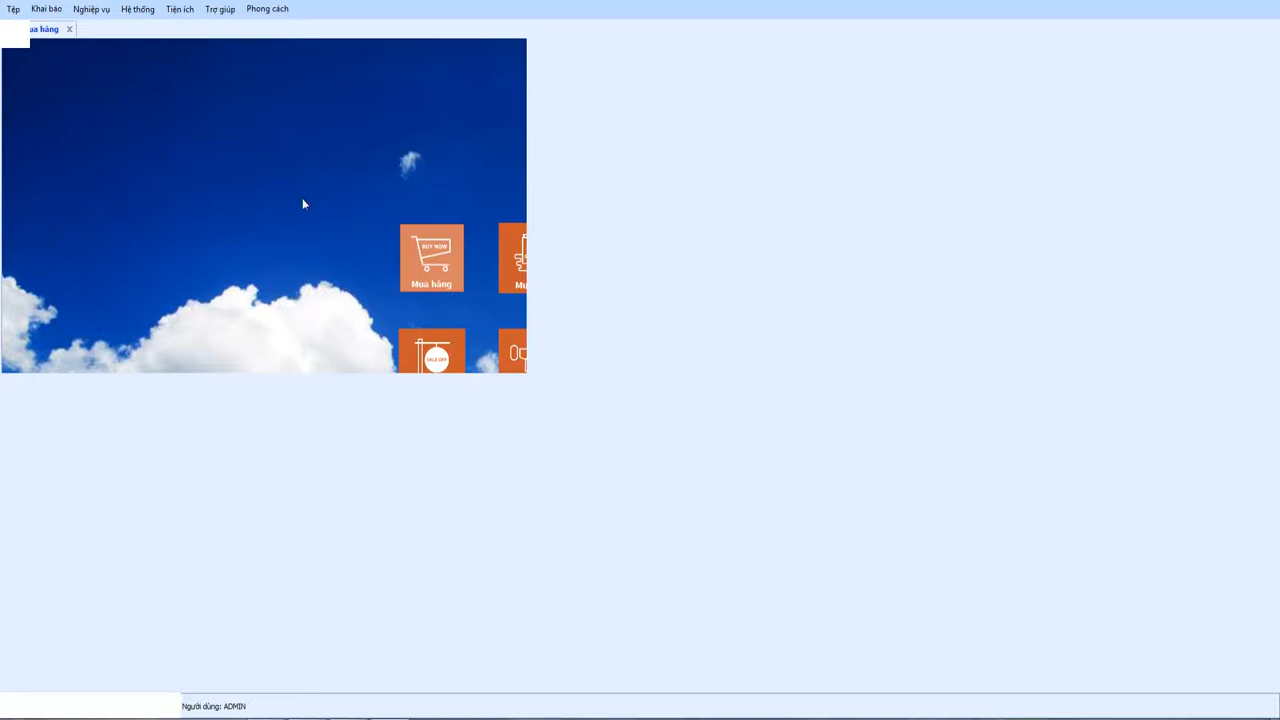 Tệp Khai báo Nghiệp vụ Hệ thống Tiện ích Trợ giúp Phong cách
hàng X
BUY NOW
Mua hàng
SALE OFF
Người dùng: ADMIN